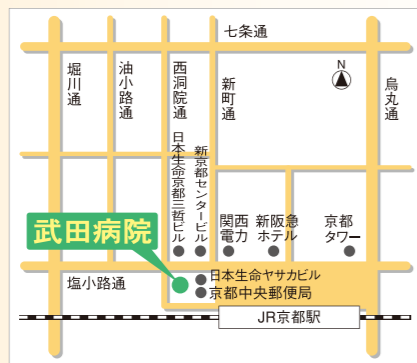 七条通
堀川通
油小路通
西洞院通
新町通
N
烏丸通
日本生命京都三哲ビル
新京都センタービル
関西
電力
新阪急
ホテル
京都
タワー
武田病院
塩小路通
日本生命ヤサカビル
京都中央郵便局
JR京都駅